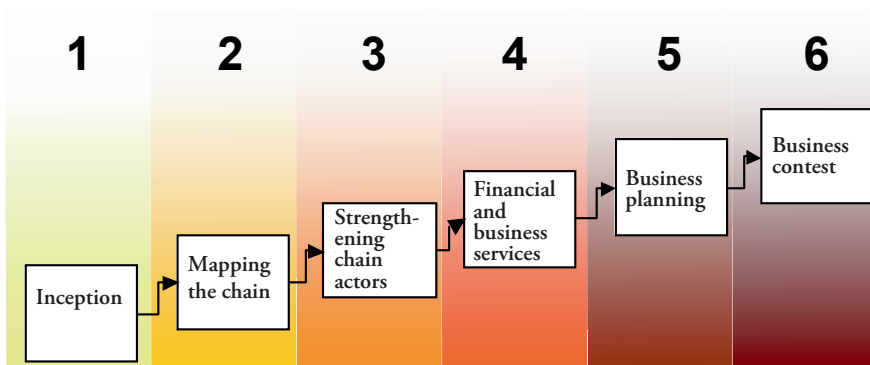 1 2 3 4 5 6
Inception
Mapping
the chain
Strength-
ening
chain
actors
Financial
and
business
services
Business
planning
Business
contest